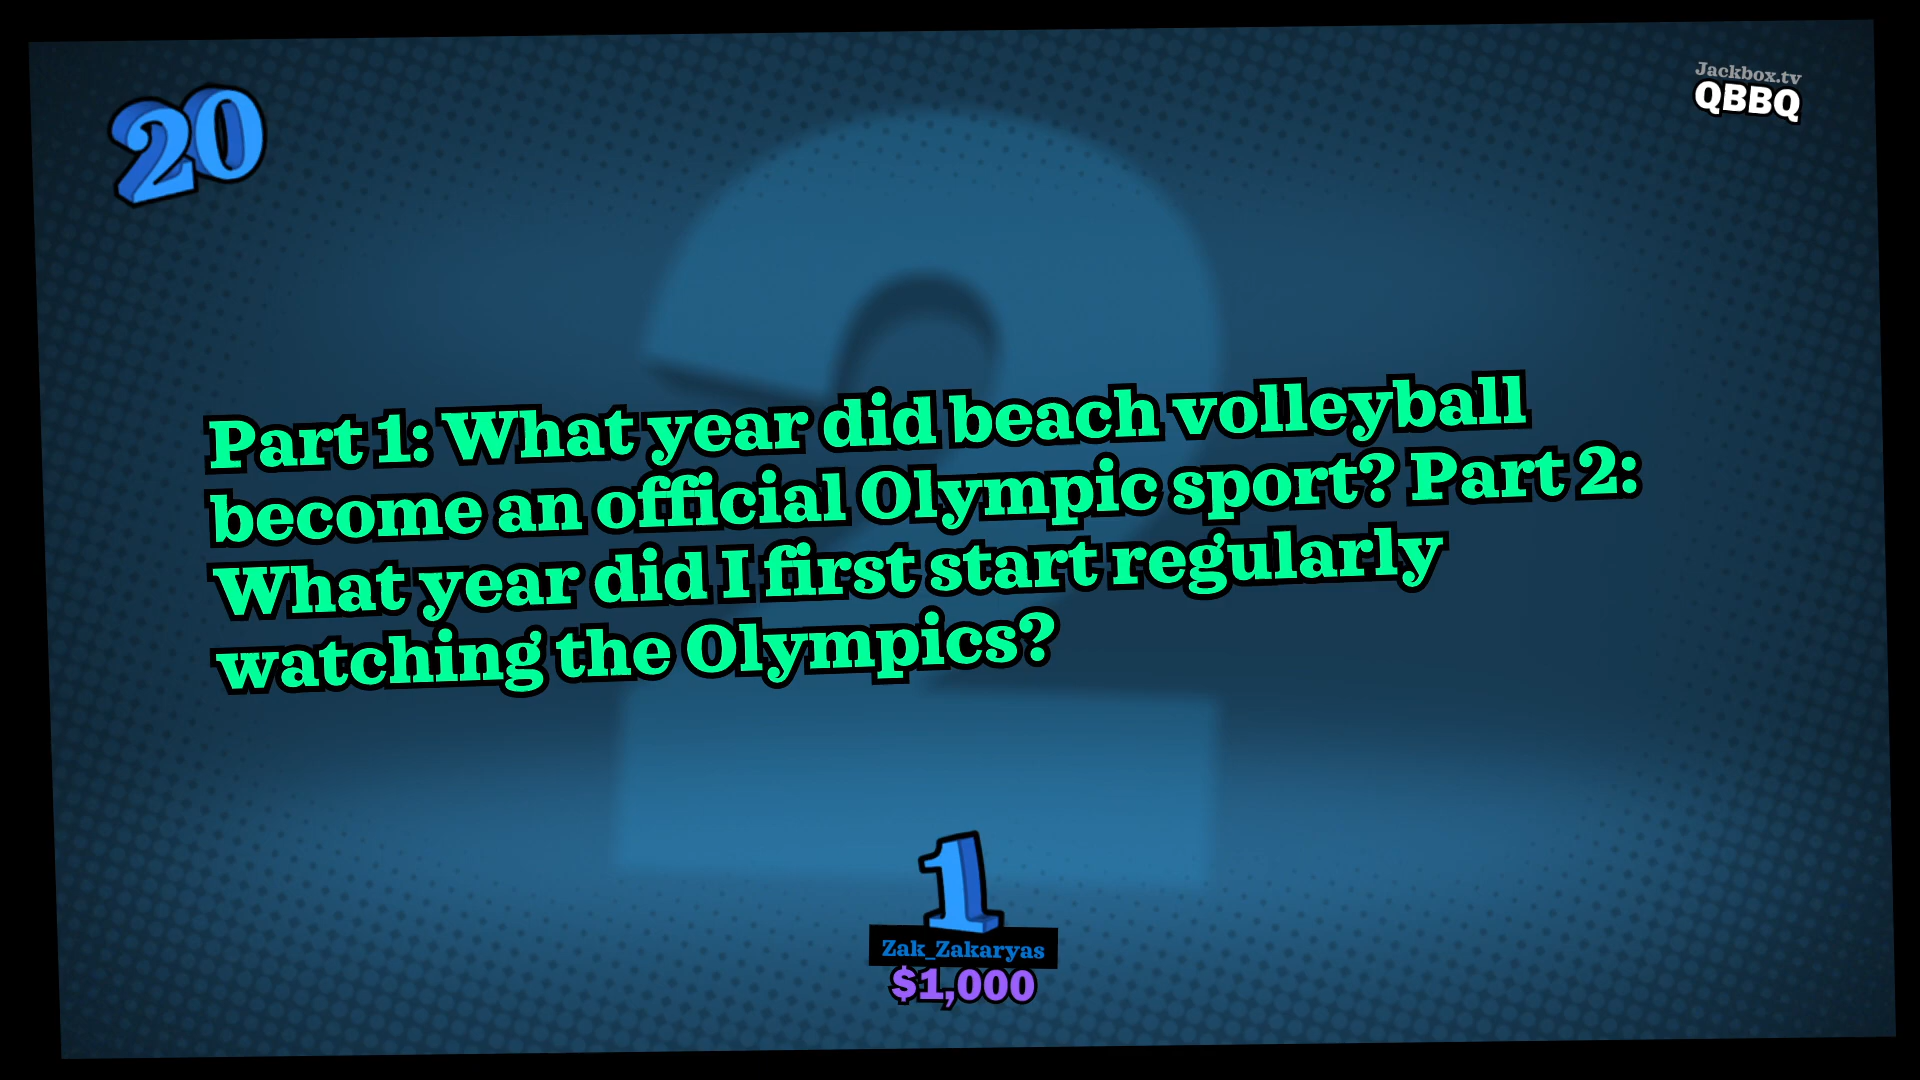 20
Jackbox.tv
QBBQ
Part 1: What year did beach volleyball
become an official Olympic sport? Part 2:
What year did I first start regularly
watching the Olympics?
1
Zak_Zakaryas
$1,000
2